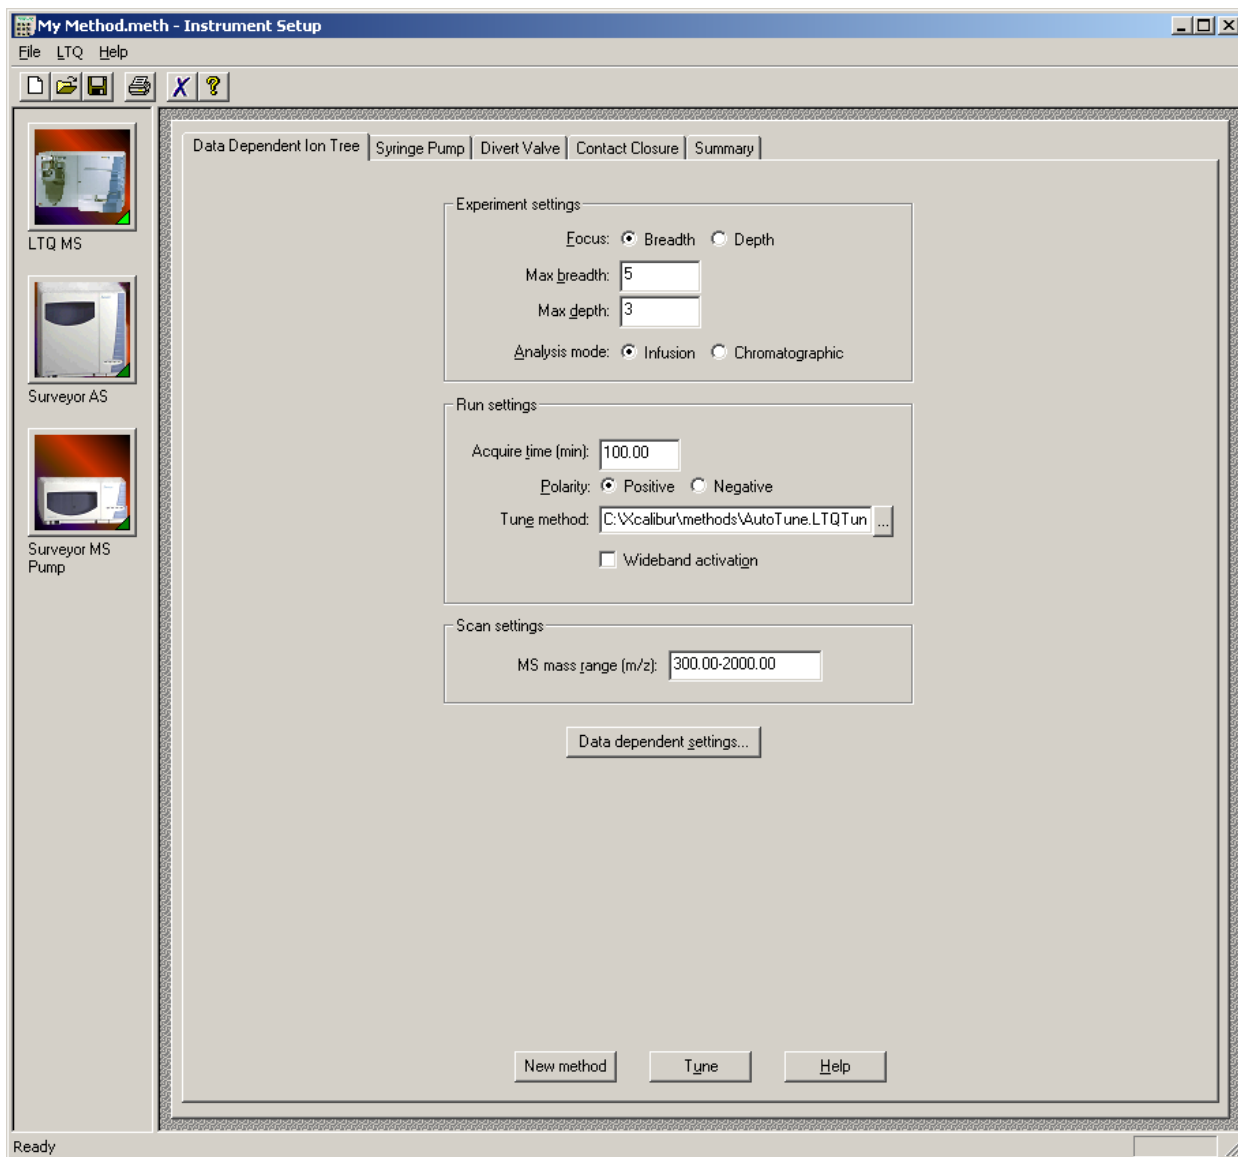 My Method.meth - Instrument Setup
File LTQ Help
LTQ MS
Surveyor AS
Surveyor MS
Pump
Data Dependent Ion Tree Syringe Pump Divert Valve Contact Closure Summary
Experiment settings
Focus: Breadth Depth
Max breadth: 5
Max depth: 3
Analysis mode: Infusion Chromatographic
Run settings
Acquire time (min): 100.00
Polarity: Positive Negative
Tune method: C:\Xcalibur\methods\AutoTune.LTQTun ...
Wideband activation
Scan settings
MS mass range (m/z): 300.00-2000.00
Data dependent settings...
New method Tune Help
Ready